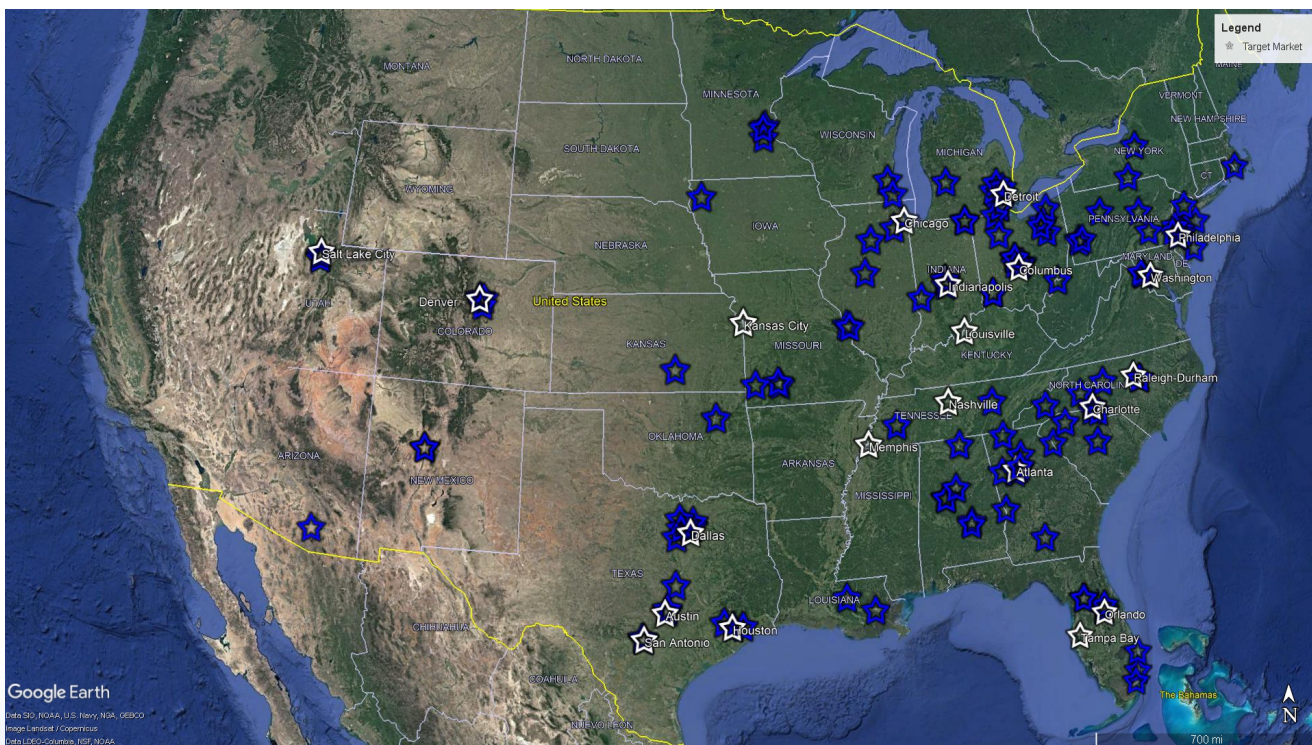 Legend
Target Market
MAINE
MONTANA
NORTH DAKOTA
MINNESOTA
VERMONT
NEW HAMPSHIRE
WISCONSIN
SOUTH DAKOTA
MICHIGAN
NEW YORK
CT
WYOMING
Detroit
IOWA
Chicago
PENNSYLVANIA
NEBRASKA
Philadelphia
Salt Lake City
MARYLAND
DE
INDIANA
Columbus
Washington
Indianapolis
UTAH
Denver
United States
COLORADO
Kansas City
Louisville
KANSAS
MISSOURI
KENTUCKY
Raleigh-Durham
NORTH CAROLIN
Nashville
Charlotte
TENNESSEE
OKLAHOMA
Memphis
ARIZONA
ARKANSAS
Atlanta
NEW MEXICO
MISSISSIPPI
Dallas
TEXAS
LOUISIANA
Austin
Orlando
CHIHUAHUA
Houston
Tampa Bay
San Antonio
COAHUILA
The Bahamas
NUEVO LEON
Google Earth
Data SIO, NOAA, U.S. Navy, NGA, GEBCO
Image Landsat / Copernicus
Data LDEO-Columbia, NSF, NOAA
N
700 mi